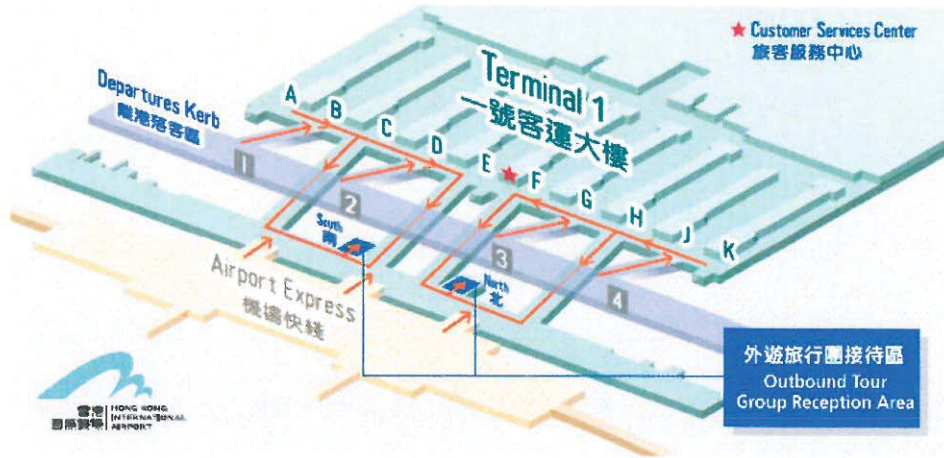 ★ Customer Services Center
旅客服務中心
Terminal 1
一號客運大樓
Departures Kerb
離港落客區
A
B
C
D
E
F
G
H
J
K
1
2
3
4
South
南
North
北
Airport Express
機場快綫
外遊旅行團接待區
Outbound Tour
Group Reception Area
香港
國際機場
HONG KONG
INTERNATIONAL
AIRPORT